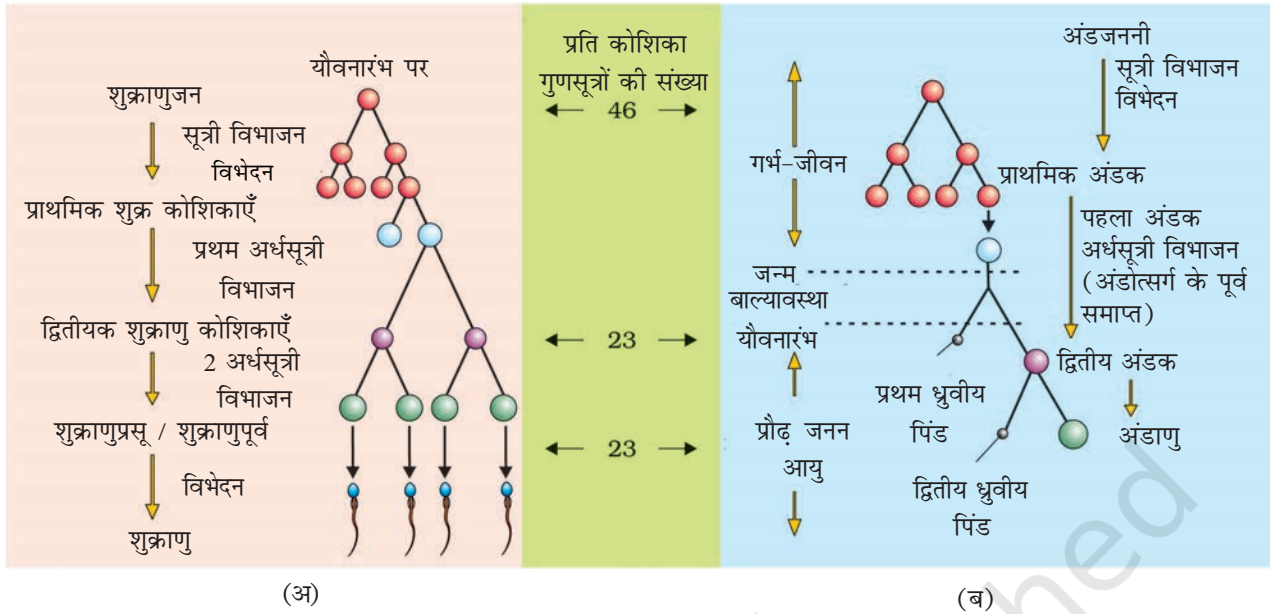 यौवनारंभ पर
शुक्राणुजन
सूत्री विभाजन
विभेदन
प्राथमिक शुक्र कोशिकाएँ
प्रथम अर्धसूत्री
विभाजन
द्वितीयक शुक्राणु कोशिकाएँ
2 अर्धसूत्री
विभाजन
शुक्राणुप्रसू / शुक्राणुपूर्व
विभेदन
शुक्राणु
(अ)
प्रति कोशिका
गुणसूत्रों की संख्या
46
23
23
गर्भ-जीवन
जन्म
बाल्यावस्था
यौवनारंभ
प्रौढ़ जनन
आयु
प्रथम ध्रुवीय
पिंड
द्वितीय ध्रुवीय
पिंड
अंडजननी
सूत्री विभाजन
विभेदन
प्राथमिक अंडक
पहला अंडक
अर्धसूत्री विभाजन
(अंडोत्सर्ग के पूर्व
समाप्त)
द्वितीय अंडक
अंडाणु
(ब)
hed